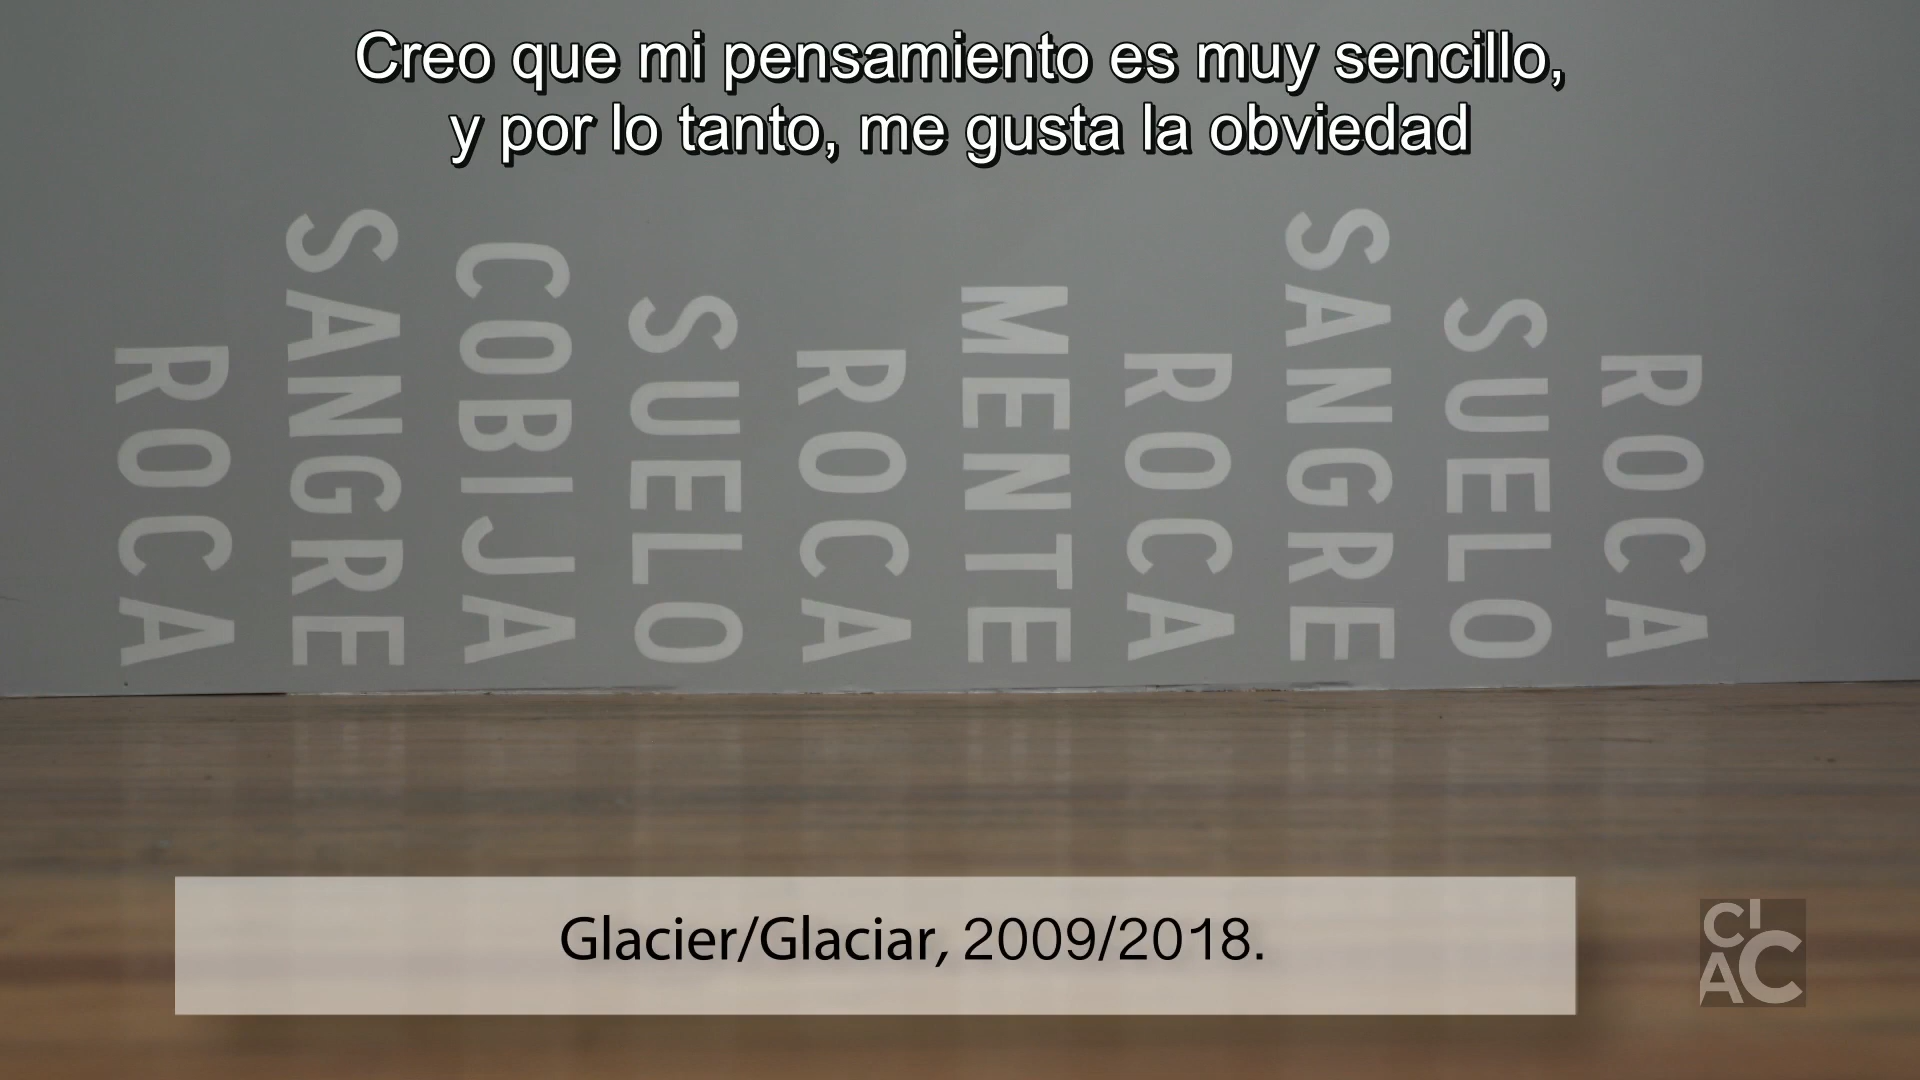 Creo que mi pensamiento es muy sencillo,
y por lo tanto, me gusta la obviedad
ROCA
SANGRE
COBIJA
SUELO
ROCA
MENTE
ROCA
SANGRE
SUELO
ROCA
Glacier/Glaciar, 2009/2018.
CI
AC